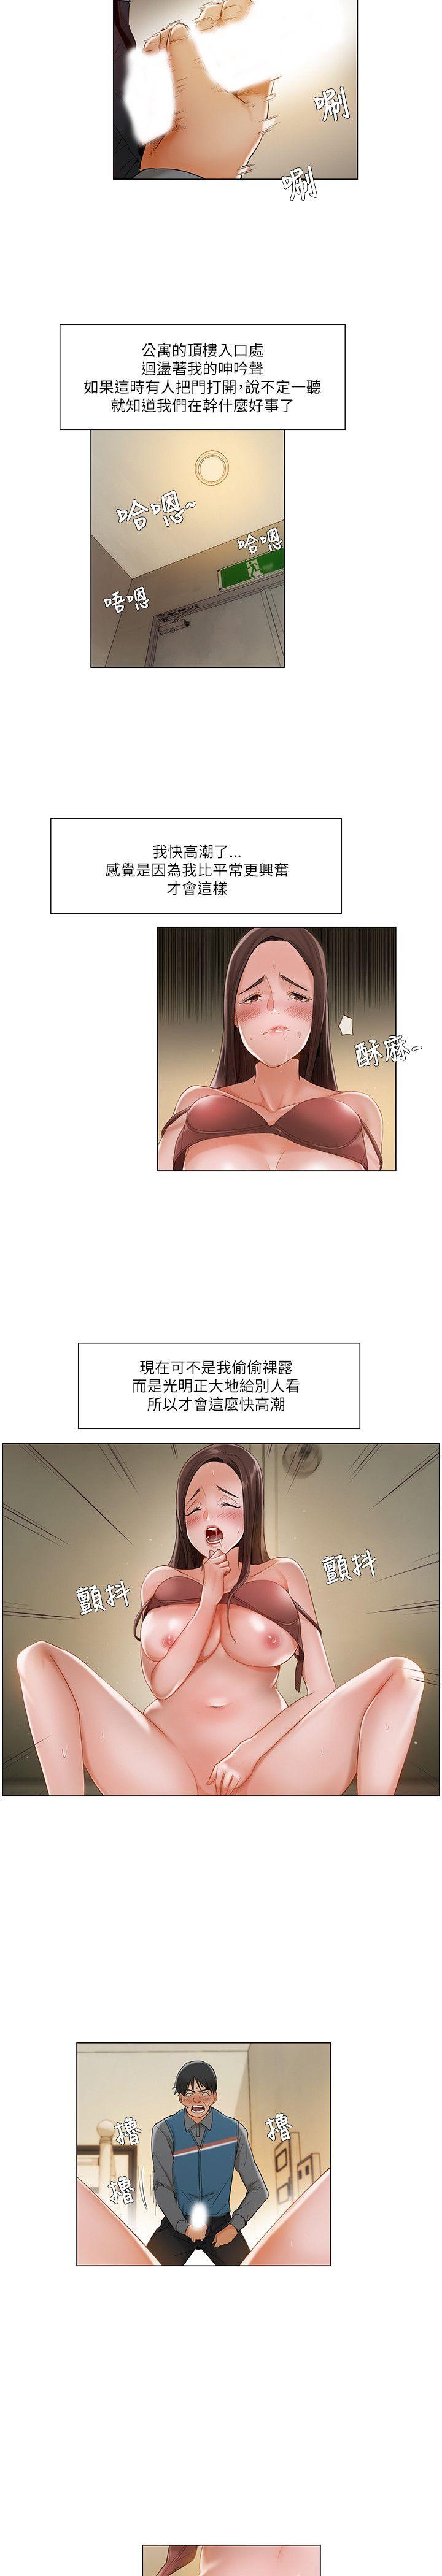 唰
唰
公寓的頂樓入口處
迴盪著我的呻吟聲
如果這時有人把門打開，說不定一聽
就知道我們在幹什麼好事了
哈嗯~
哈嗯
唔嗯
我快高潮了...
感覺是因為我比平常更興奮
才會這樣
酥麻~
現在可不是我偷偷裸露
而是光明正大地給別人看
所以才會這麼快高潮
顫抖
顫抖
擼
擼
擼